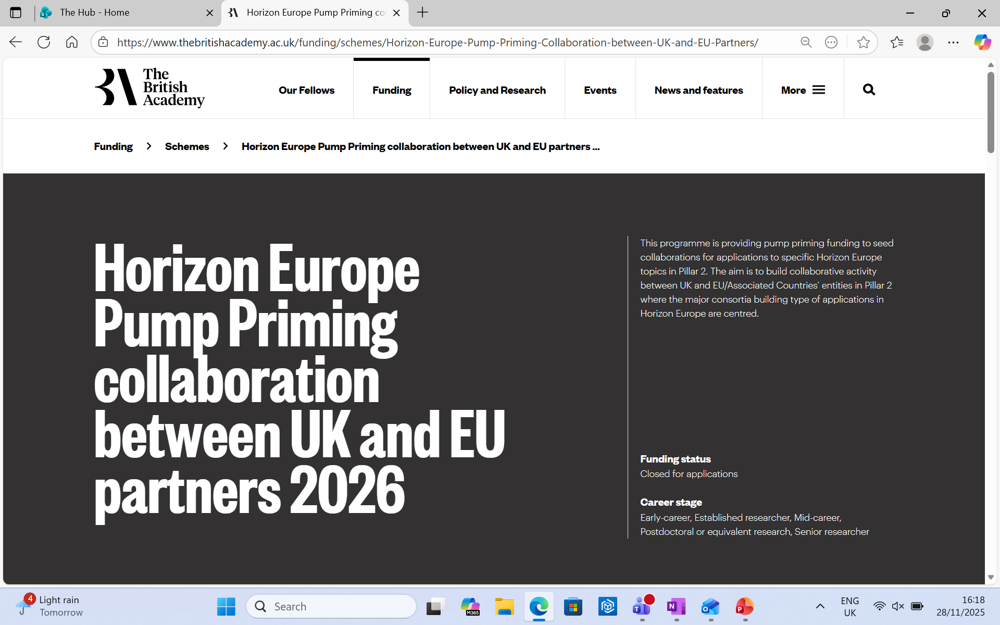 The Hub - Home
Horizon Europe Pump Priming co
https://www.thebritishacademy.ac.uk/funding/schemes/Horizon-Europe-Pump-Priming-Collaboration-between-UK-and-EU-Partners/
The
British
Academy
Our Fellows
Funding
Policy and Research
Events
News and features
More
Funding
Schemes
Horizon Europe Pump Priming collaboration between UK and EU partners ...
Horizon Europe
Pump Priming
collaboration
between UK and EU
partners 2026
This programme is providing pump priming funding to seed
collaborations for applications to specific Horizon Europe
topics in Pillar 2. The aim is to build collaborative activity
between UK and EU/Associated Countries’ entities in Pillar 2
where the major consortia building type of applications in
Horizon Europe are centred.
Funding status
Closed for applications
Career stage
Early-career, Established researcher, Mid-career,
Postdoctoral or equivalent research, Senior researcher
4
Light rain
Tomorrow
Search
M365
ENG
UK
16:18
28/11/2025